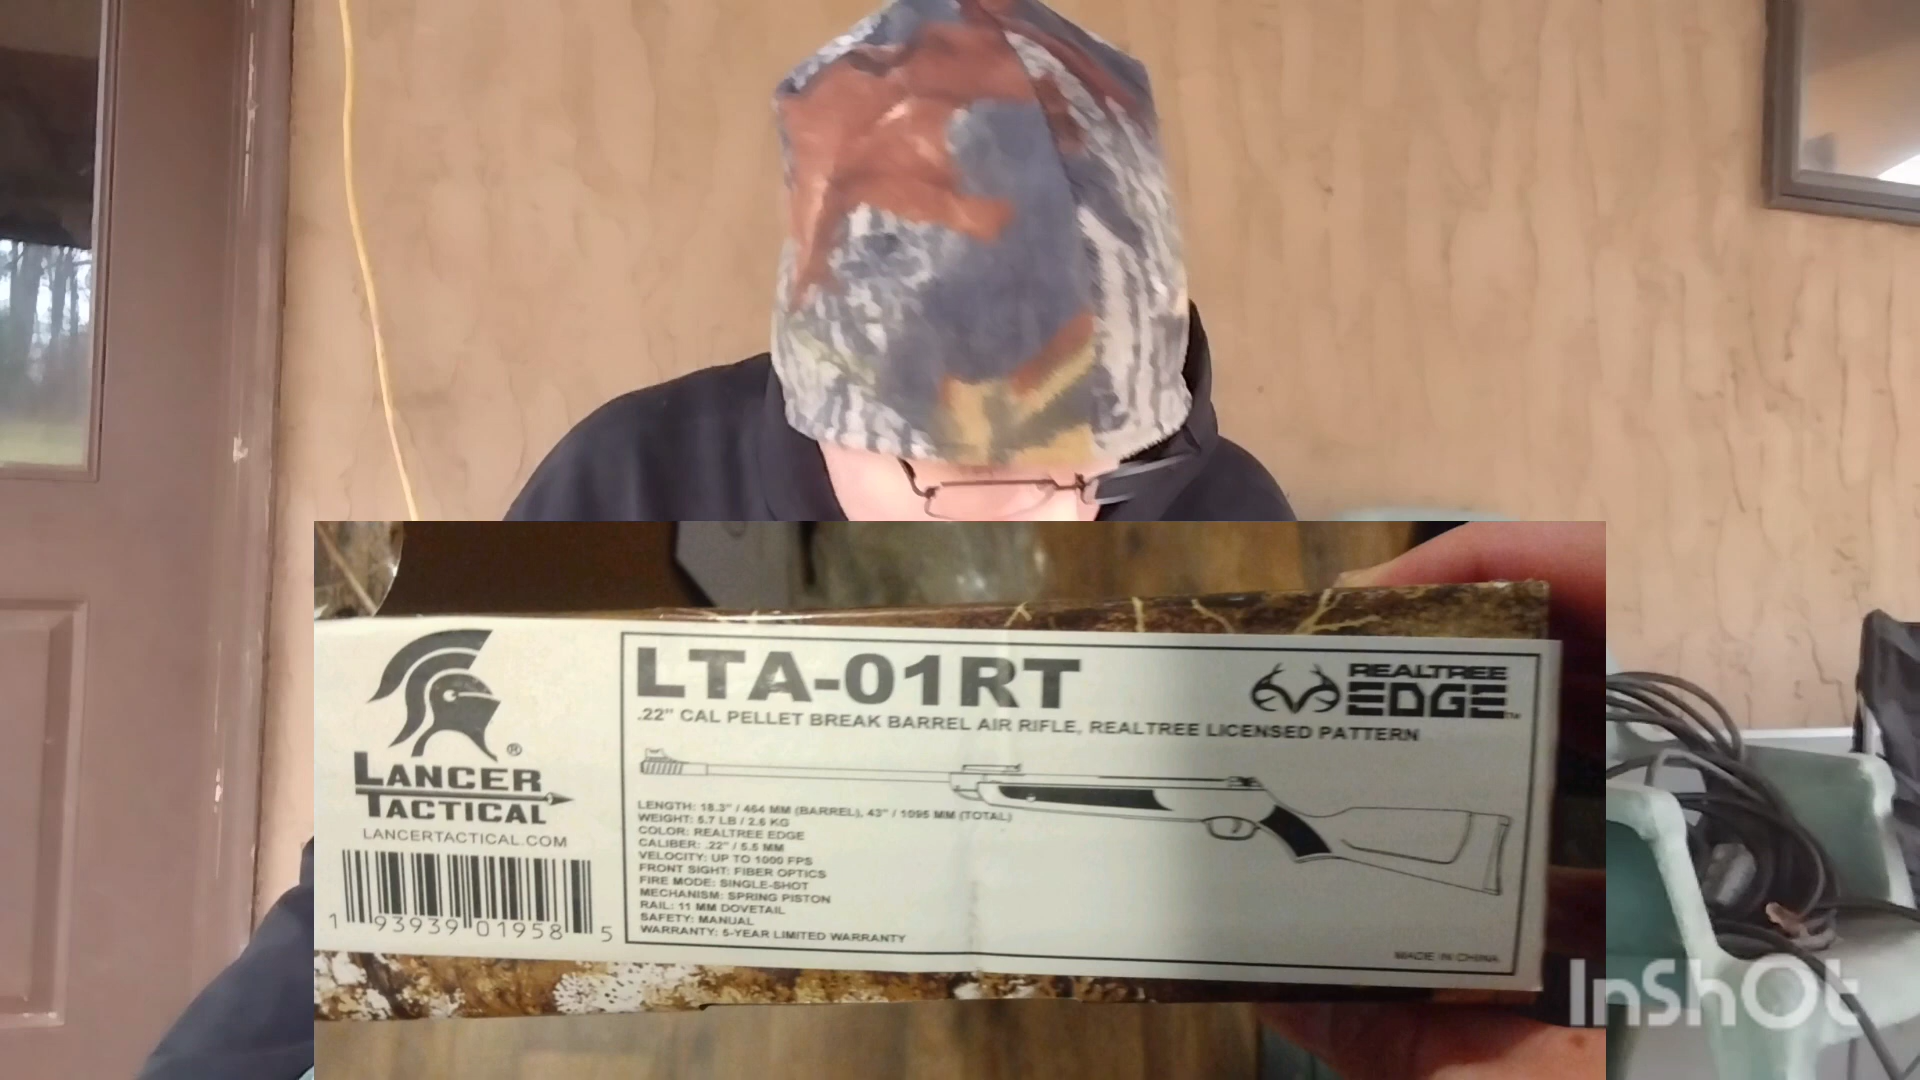 LANCER
TACTICAL
LANCERTACTICAL.COM
1 93939 01958 5
LTA-01RT
REALTREE
EDGE™
.22" CAL PELLET BREAK BARREL AIR RIFLE, REALTREE LICENSED PATTERN
LENGTH: 18.3" / 464 MM (BARREL), 43" / 1095 MM (TOTAL)
WEIGHT: 5.7 LB / 2.6 KG
COLOR: REALTREE EDGE
CALIBER: .22" / 5.5 MM
VELOCITY: UP TO 1000 FPS
FRONT SIGHT: FIBER OPTICS
FIRE MODE: SINGLE-SHOT
MECHANISM: SPRING PISTON
RAIL: 11 MM DOVETAIL
SAFETY: MANUAL
WARRANTY: 5-YEAR LIMITED WARRANTY
MADE IN CHINA
InShOt